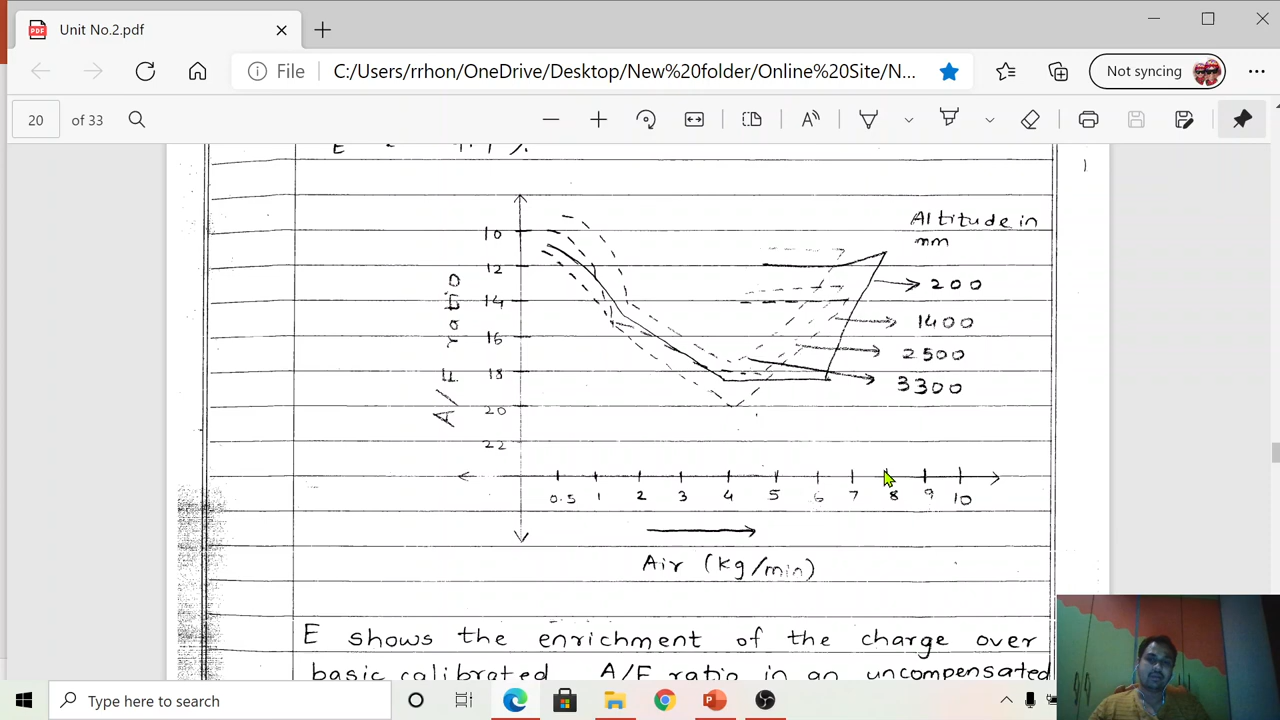 Unit No.2.pdf
File
C:/Users/rrhon/OneDrive/Desktop/New%20folder/Online%20Site/N...
Not syncing
20 of 33
Altitude in
mm
10
12
14
16
18
20
22
A/F ratio
200
1400
2500
3300
0.5 1 2 3 4 5 6 7 8 9 10
Air (kg/min)
E shows the enrichment of the charge over
basic calibrated A/F ratio in an uncompensated
Type here to search